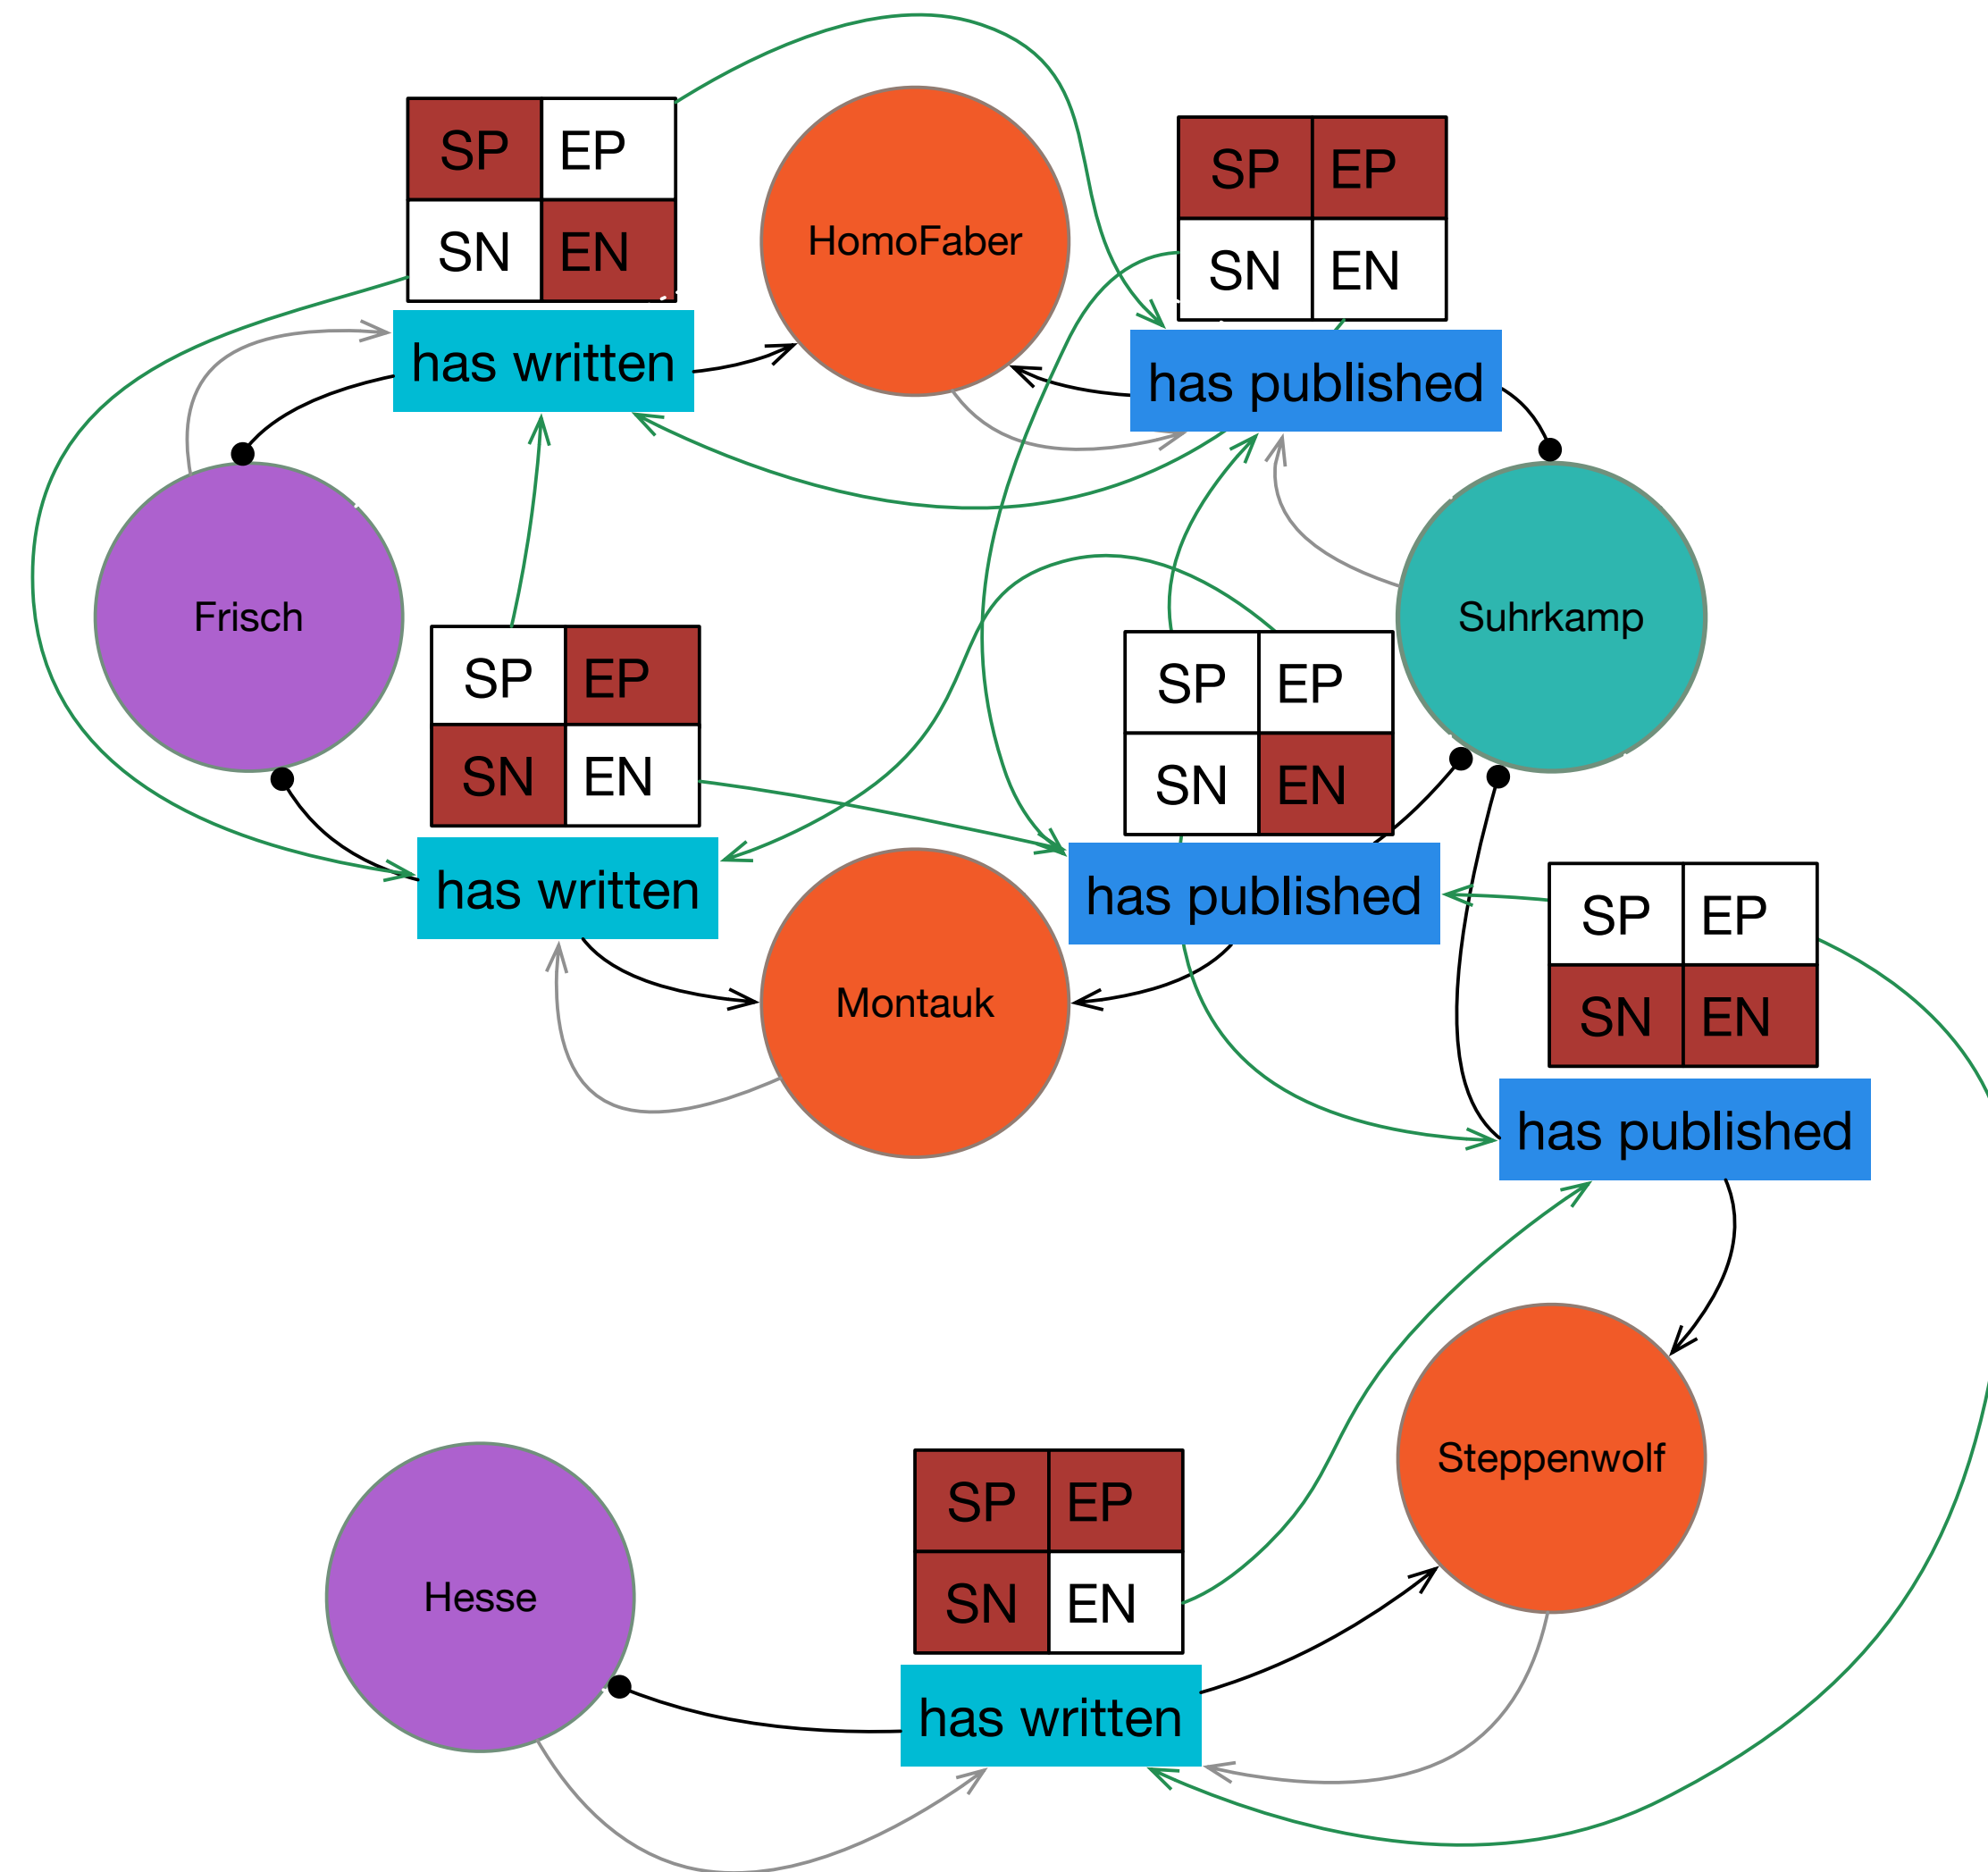 SP EP
SN EN
has written
HomoFaber
SP EP
SN EN
has published
Frisch
Suhrkamp
SP EP
SN EN
has written
SP EP
SN EN
has published
Montauk
SP EP
SN EN
has published
Steppenwolf
Hesse
SP EP
SN EN
has written